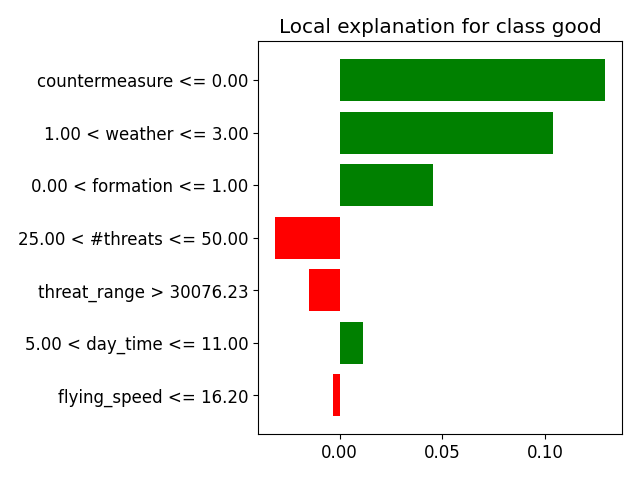 Local explanation for class good
countermeasure <= 0.00
1.00 < weather <= 3.00
0.00 < formation <= 1.00
25.00 < #threats <= 50.00
threat_range > 30076.23
5.00 < day_time <= 11.00
flying_speed <= 16.20
0.00 0.05 0.10